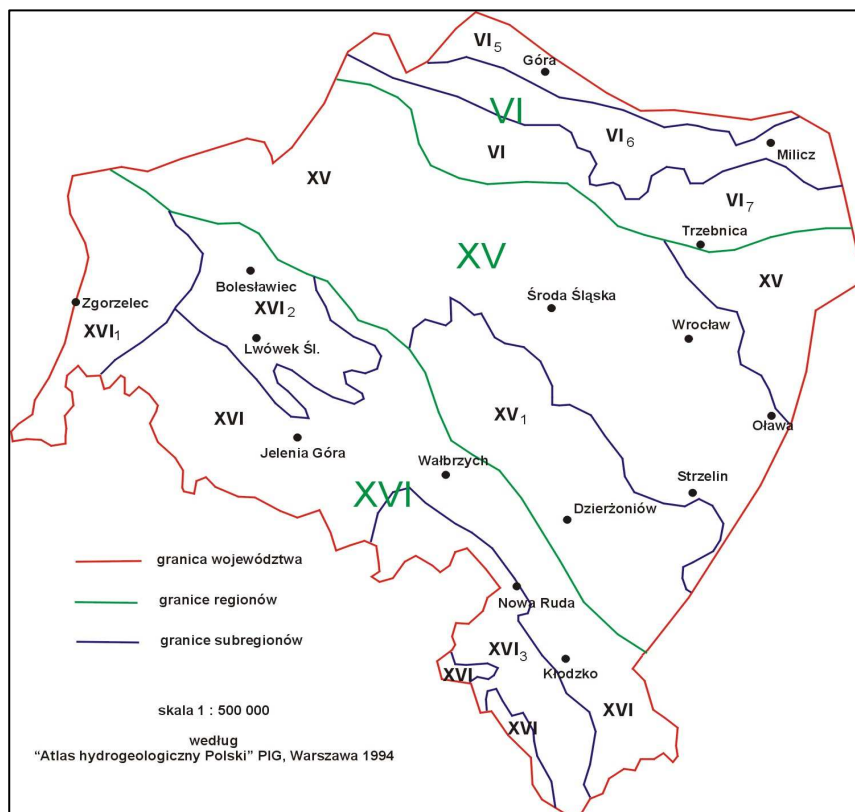 VI₅
Góra
VI
VI
VI₆
Milicz
XV
VI₇
Trzebnica
XV
Bolesławiec
XV
Zgorzelec
XVI₂
Środa Śląska
XVI₁
Lwówek Śl.
Wrocław
XVI
XV₁
Oława
Jelenia Góra
Wałbrzych
Strzelin
XVI
Dzierżoniów
granica województwa
granice regionów
Nowa Ruda
granice subregionów
XVI₃
XVI
Kłodzko
skala 1 : 500 000
XVI
XVI
według
“Atlas hydrogeologiczny Polski” PIG, Warszawa 1994